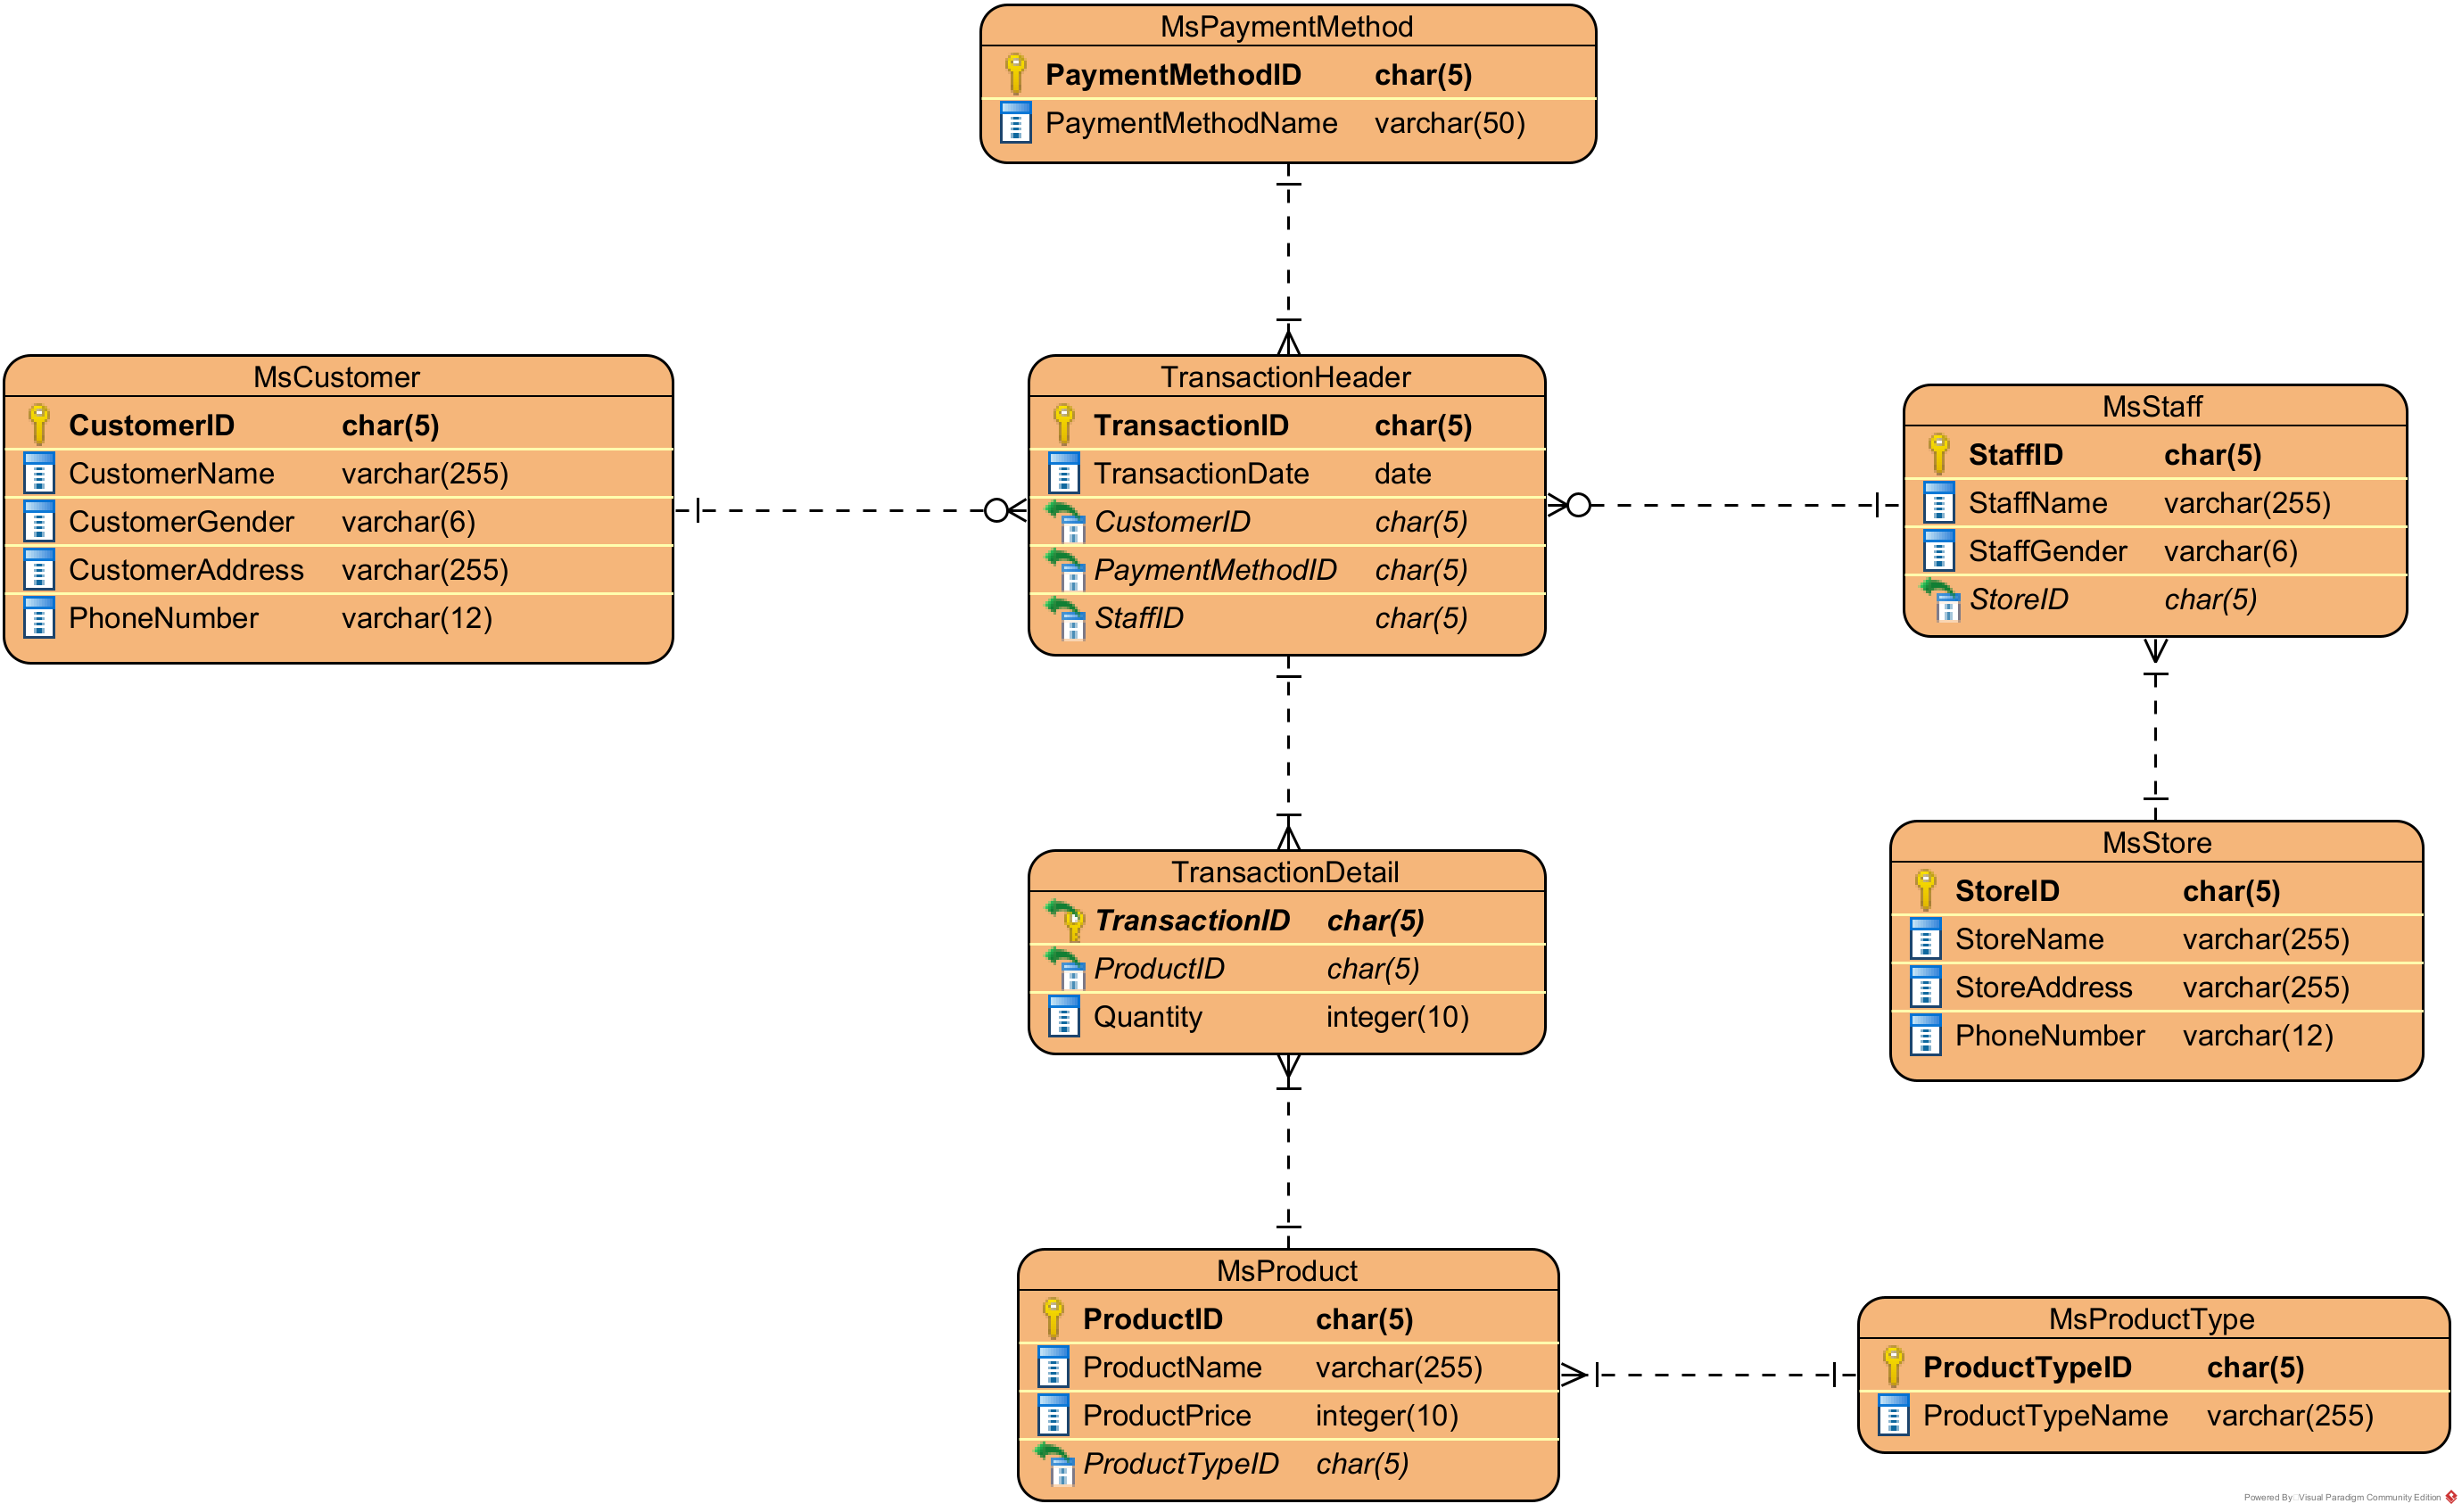 MsPaymentMethod
PaymentMethodID char(5)
PaymentMethodName varchar(50)
MsCustomer
CustomerID char(5)
CustomerName varchar(255)
CustomerGender varchar(6)
CustomerAddress varchar(255)
PhoneNumber varchar(12)
TransactionHeader
TransactionID char(5)
TransactionDate date
CustomerID char(5)
PaymentMethodID char(5)
StaffID char(5)
MsStaff
StaffID char(5)
StaffName varchar(255)
StaffGender varchar(6)
StoreID char(5)
TransactionDetail
TransactionID char(5)
ProductID char(5)
Quantity integer(10)
MsStore
StoreID char(5)
StoreName varchar(255)
StoreAddress varchar(255)
PhoneNumber varchar(12)
MsProduct
ProductID char(5)
ProductName varchar(255)
ProductPrice integer(10)
ProductTypeID char(5)
MsProductType
ProductTypeID char(5)
ProductTypeName varchar(255)
Powered By: Visual Paradigm Community Edition